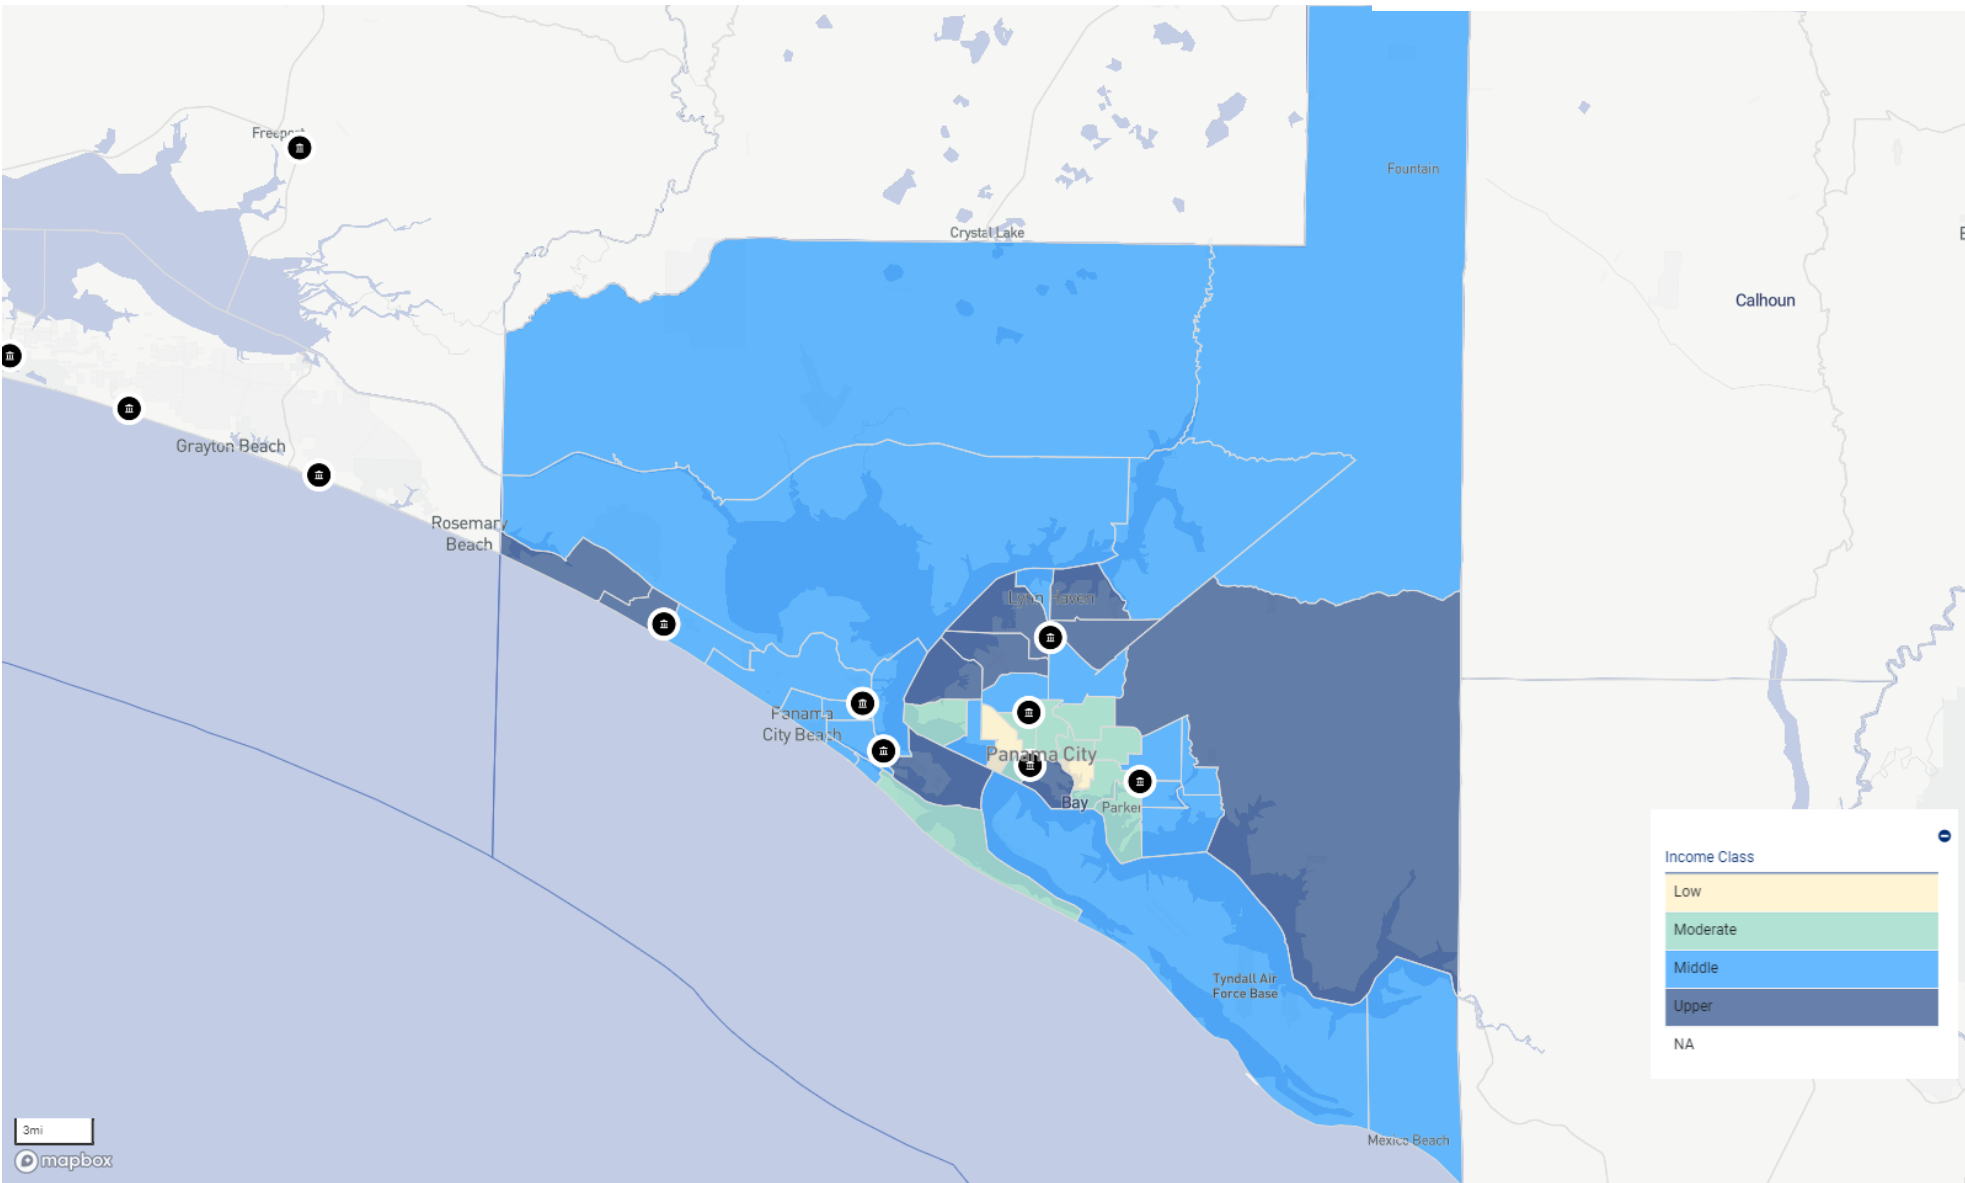 Freeport
Fountain
Crystal Lake
Calhoun
Grayton Beach
Rosemary
Beach
Lynn Haven
Panama
City Beach
Panama City
Bay
Parker
Tyndall Air
Force Base
Mexico Beach
Income Class
Low
Moderate
Middle
Upper
NA
3mi
mapbox